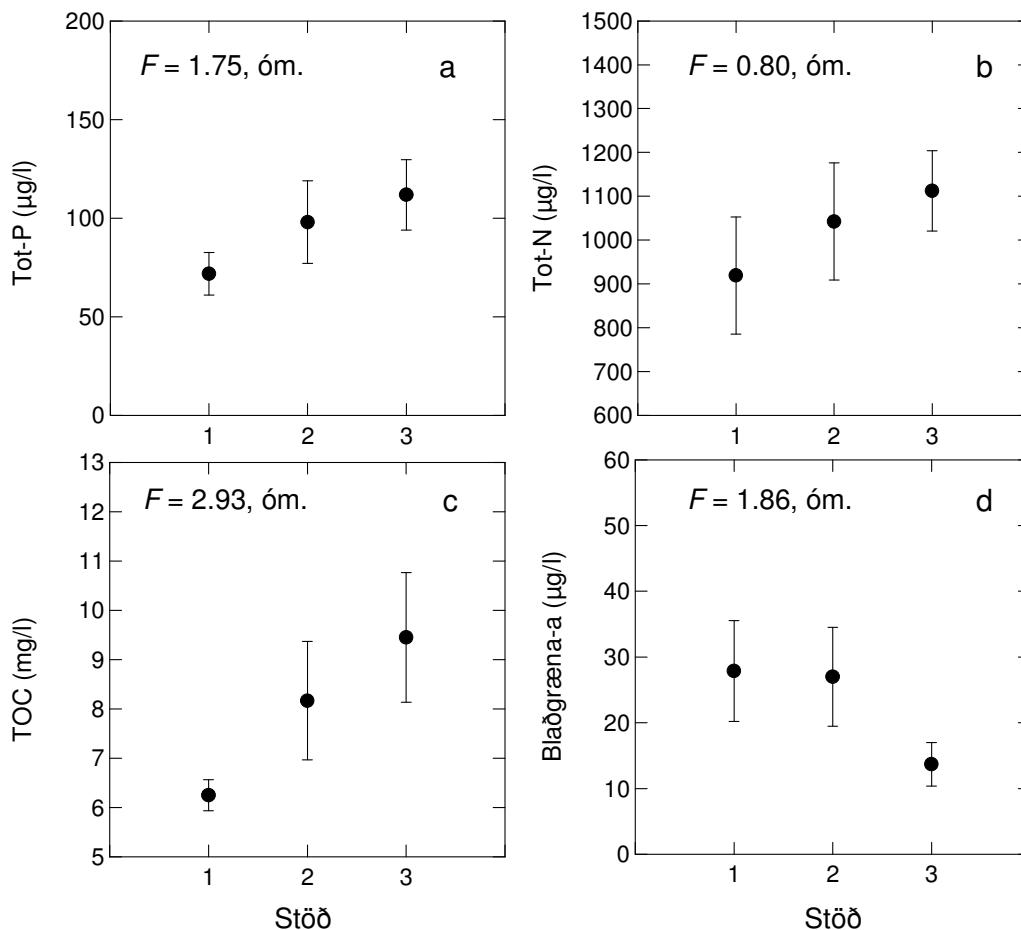 F = 1.75, óm.
a
Tot-P (µg/l)
200
150
100
50
0
1 2 3
F = 0.80, óm.
b
Tot-N (µg/l)
1500
1400
1300
1200
1100
1000
900
800
700
600
1 2 3
F = 2.93, óm.
c
TOC (mg/l)
13
12
11
10
9
8
7
6
5
1 2 3
Stöð
F = 1.86, óm.
d
Blaðgræna-a (µg/l)
60
50
40
30
20
10
0
1 2 3
Stöð